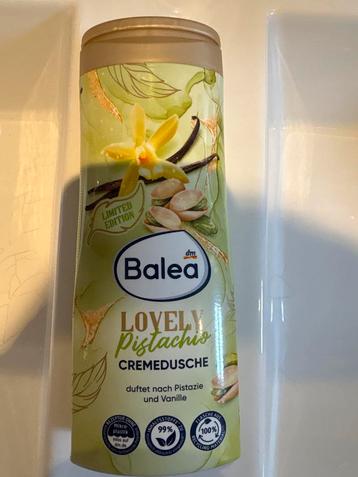 LIMITED
EDITION
dm
Balea
LOVELY
Pistachio
CREMEDUSCHE
duftet nach Pistazie
und Vanille
99%
100%